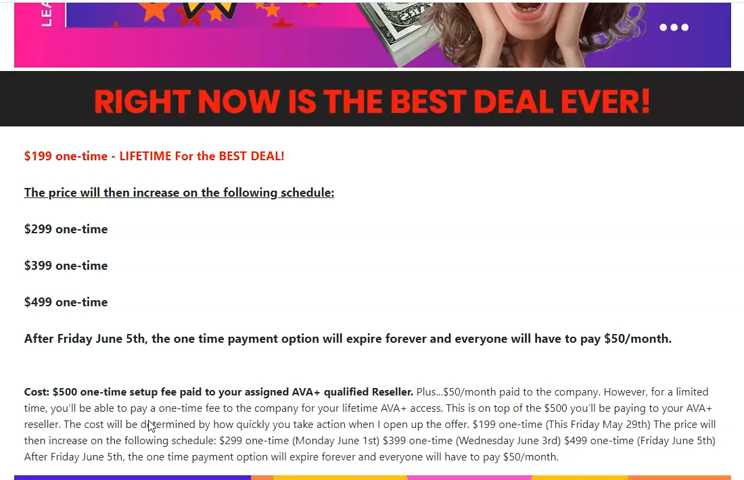 LEA
RIGHT NOW IS THE BEST DEAL EVER!
$199 one-time - LIFETIME For the BEST DEAL!
The price will then increase on the following schedule:
$299 one-time
$399 one-time
$499 one-time
After Friday June 5th, the one time payment option will expire forever and everyone will have to pay $50/month.
Cost: $500 one-time setup fee paid to your assigned AVA+ qualified Reseller. Plus...$50/month paid to the company. However, for a limited
time, you'll be able to pay a one-time fee to the company for your lifetime AVA+ access. This is on top of the $500 you'll be paying to your AVA+
reseller. The cost will be determined by how quickly you take action when I open up the offer. $199 one-time (This Friday May 29th) The price will
then increase on the following schedule: $299 one-time (Monday June 1st) $399 one-time (Wednesday June 3rd) $499 one-time (Friday June 5th)
After Friday June 5th, the one time payment option will expire forever and everyone will have to pay $50/month.